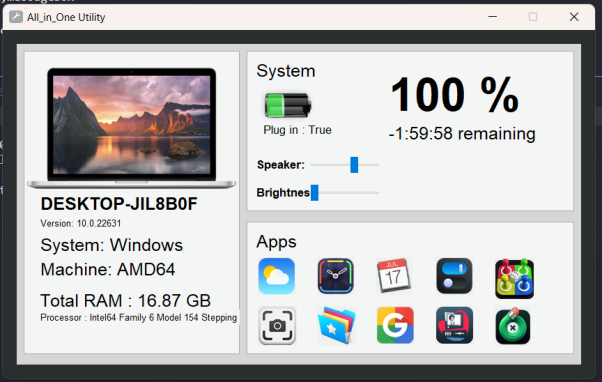 All_in_One Utility
DESKTOP-JIL8B0F
Version: 10.0.22631
System: Windows
Machine: AMD64
Total RAM : 16.87 GB
Processor : Intel64 Family 6 Model 154 Stepping
System
100 %
Plug in : True
-1:59:58 remaining
Speaker:
Brightnes
Apps
JUL
17